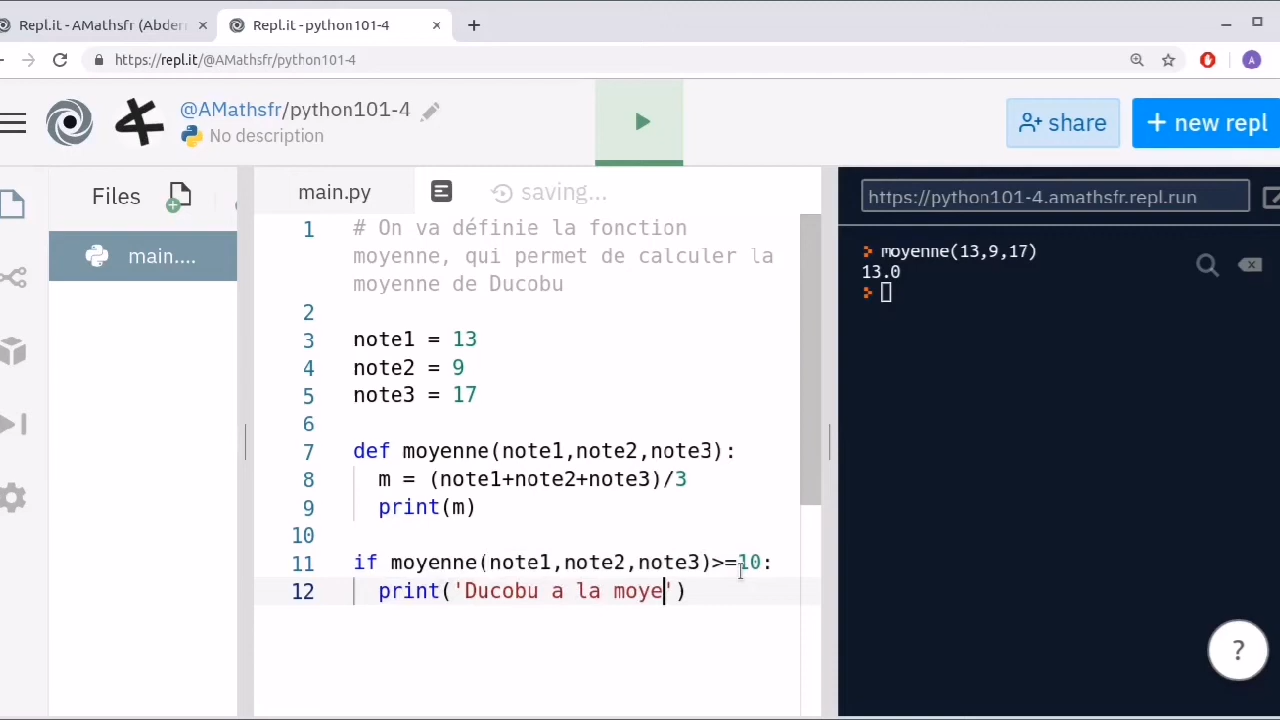 Repl.it - AMathsfr (Abder
Repl.it - python101-4
https://repl.it/@AMathsfr/python101-4
A
@AMathsfr/python101-4
No description
share
+ new repl
Files
main.py
saving...
https://python101-4.amathsfr.repl.run
main....
1 # On va définie la fonction
moyenne, qui permet de calculer la
moyenne de Ducobu
2
3 note1 = 13
4 note2 = 9
5 note3 = 17
6
7 def moyenne(note1,note2,note3):
8 m = (note1+note2+note3)/3
9 print(m)
10
11 if moyenne(note1,note2,note3)>=10:
12 print('Ducobu a la moye')
moyenne(13,9,17)
13.0
?